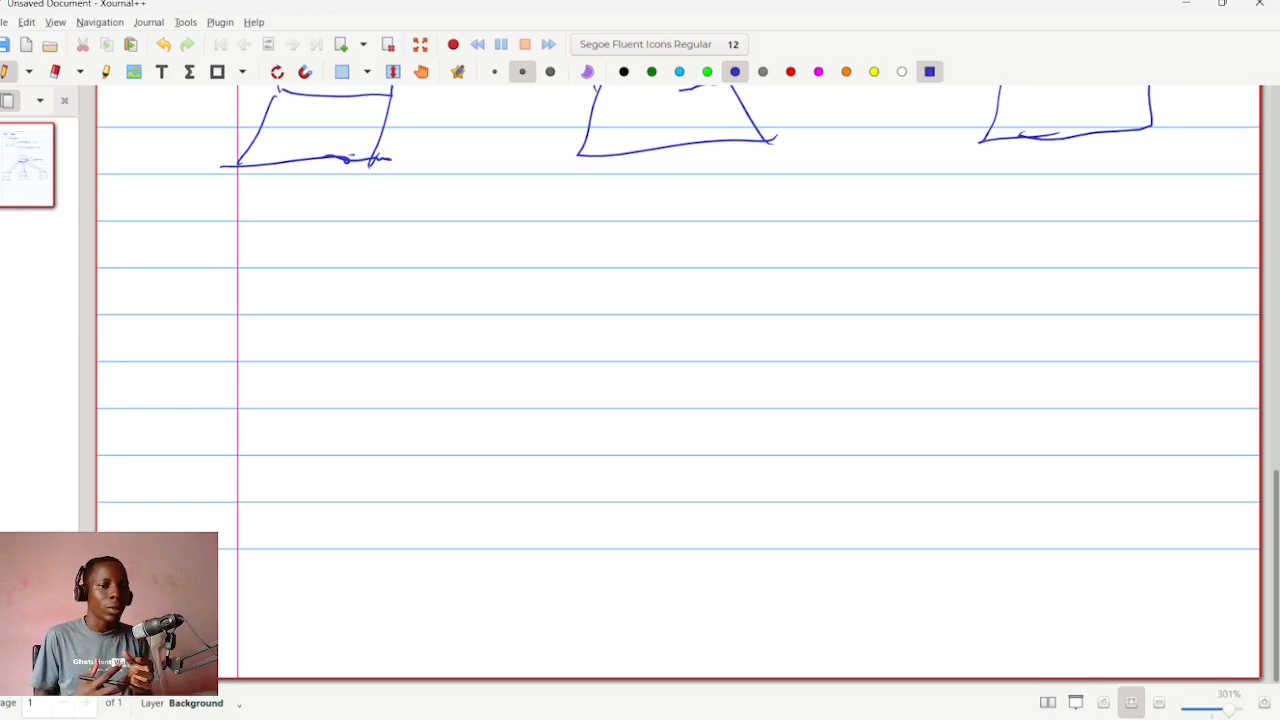 Unsaved Document - Xournal++
le Edit View Navigation Journal Tools Plugin Help
Segoe Fluent Icons Regular 12
Page 1 of 1 Layer Background
301%